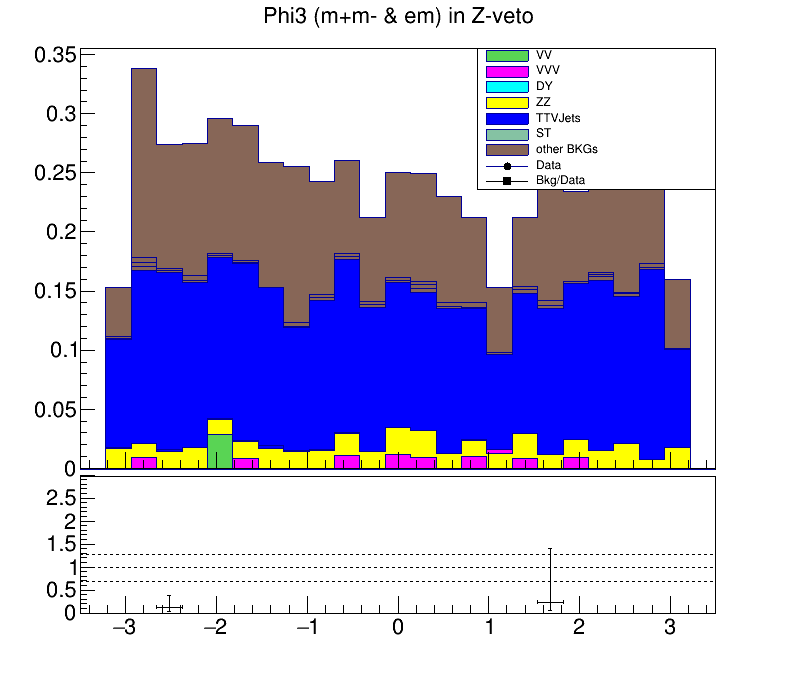 Phi3 (m+m- & em) in Z-veto
0.35
0.3
0.25
0.2
0.15
0.1
0.05
0
VV
VVV
DY
ZZ
TTVJets
ST
other BKGs
Data
Bkg/Data
2.5
2
1.5
1
0.5
0
−3 −2 −1 0 1 2 3